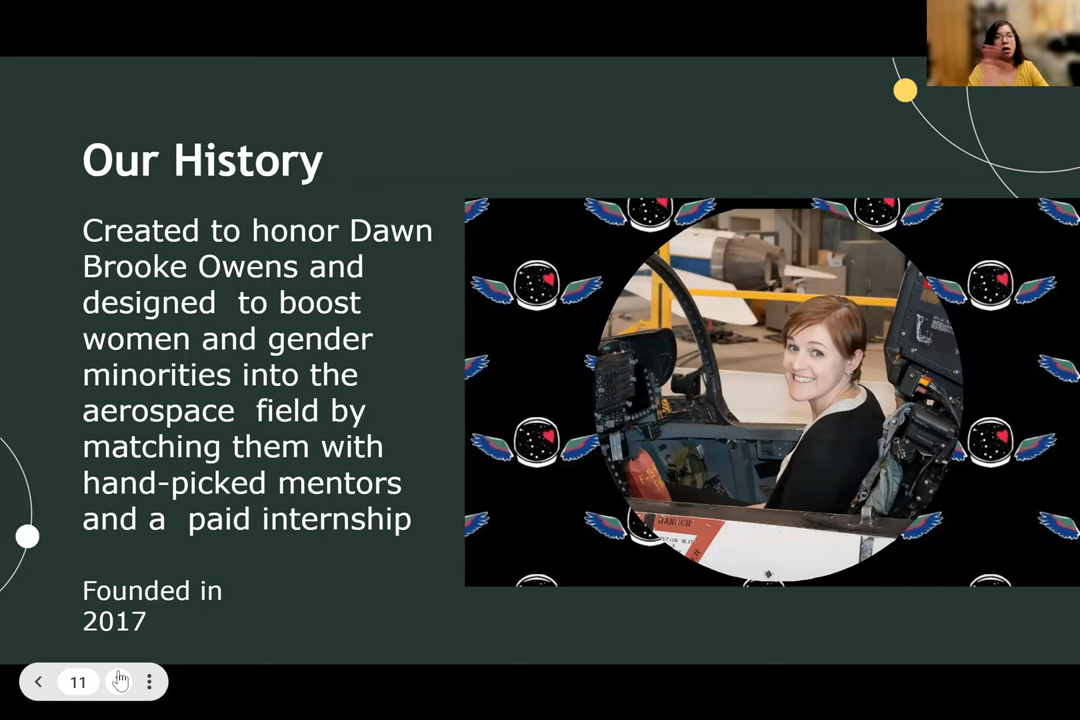 Our History
Created to honor Dawn
Brooke Owens and
designed to boost
women and gender
minorities into the
aerospace field by
matching them with
hand-picked mentors
and a paid internship
Founded in
2017
DANGER
11